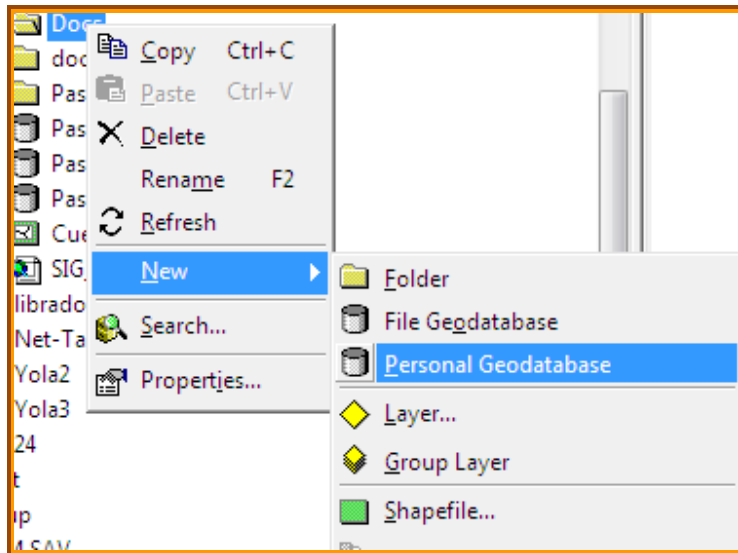 Docs
doc
Pas
Pas
Pas
Pas
Cue
SIG_
librado
Net-Ta
Yola2
Yola3
24
t
up
Copy Ctrl+C
Paste Ctrl+V
Delete
Rename F2
Refresh
New
Search...
Properties...
Folder
File Geodatabase
Personal Geodatabase
Layer...
Group Layer
Shapefile...